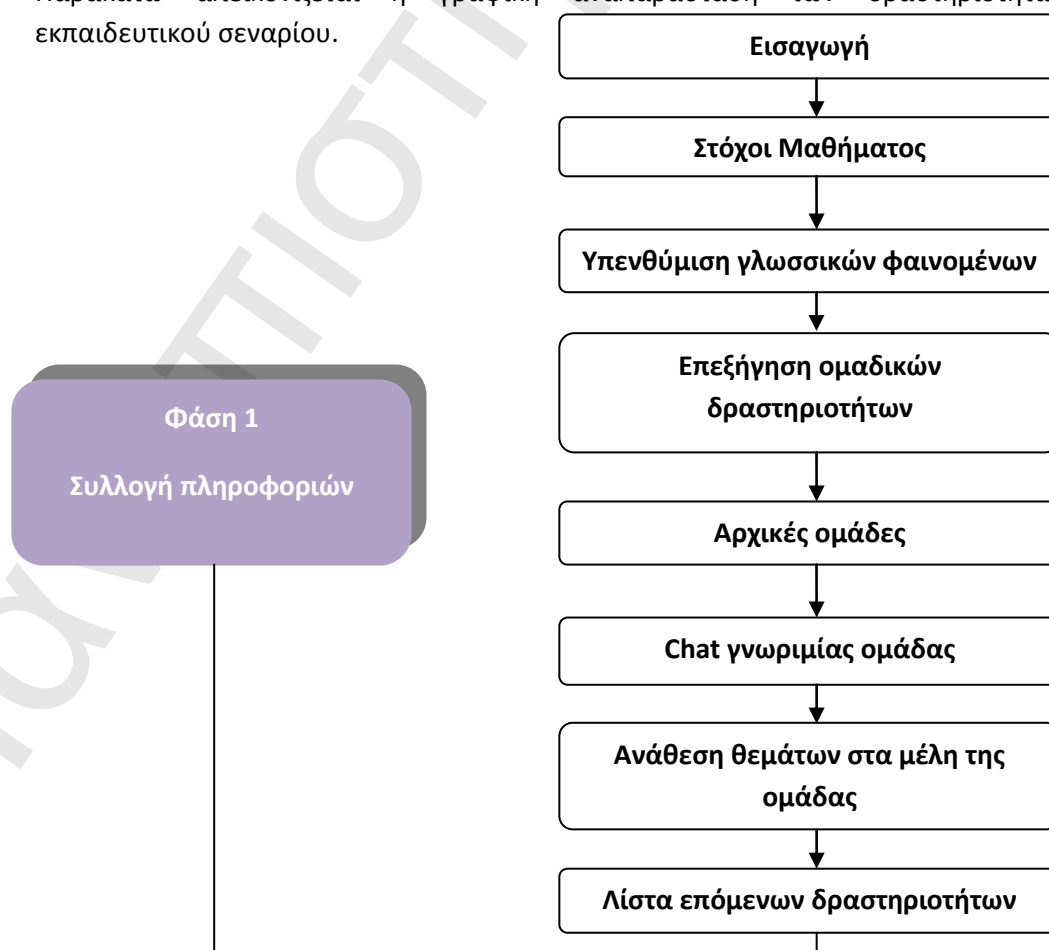 εκπαιδευτικού σεναρίου.
Εισαγωγή
Στόχοι Μαθήματος
Υπενθύμιση γλωσσικών φαινομένων
Επεξήγηση ομαδικών
δραστηριοτήτων
Φάση 1
Συλλογή πληροφοριών
Αρχικές ομάδες
Chat γνωριμίας ομάδας
Ανάθεση θεμάτων στα μέλη της
ομάδας
Λίστα επόμενων δραστηριοτήτων